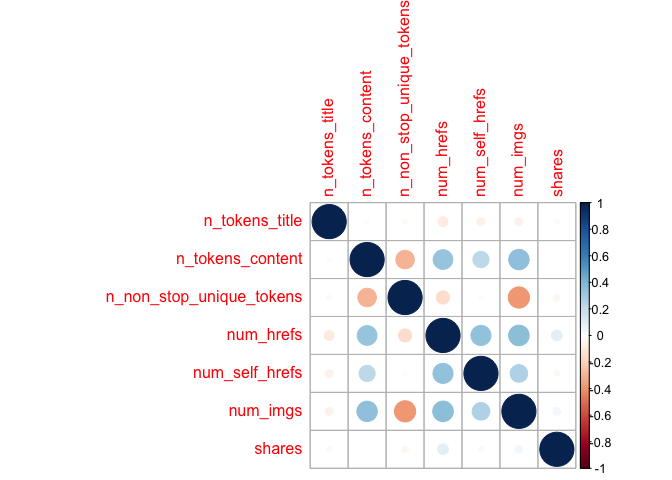 n_tokens_title
n_tokens_content
n_non_stop_unique_tokens
num_hrefs
num_self_hrefs
num_imgs
shares
n_tokens_title
n_tokens_content
n_non_stop_unique_tokens
num_hrefs
num_self_hrefs
num_imgs
shares
1
0.8
0.6
0.4
0.2
0
-0.2
-0.4
-0.6
-0.8
-1